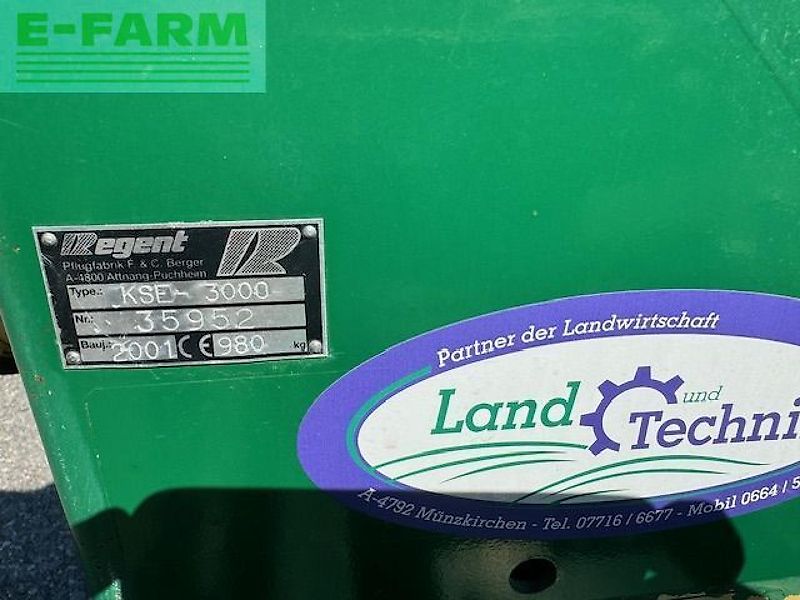 E-FARM
Regent
Pflugfabrik F. & C. Berger
A-4800 Attnang-Puchheim
Type.: KSE- 3000
Nr.: 35952
Bauj.: 2001 CE 980 kg
Partner der Landwirtschaft
Land und
Techni
A-4792 Münzkirchen - Tel. 07716 / 6677 - Mobil 0664 / 5